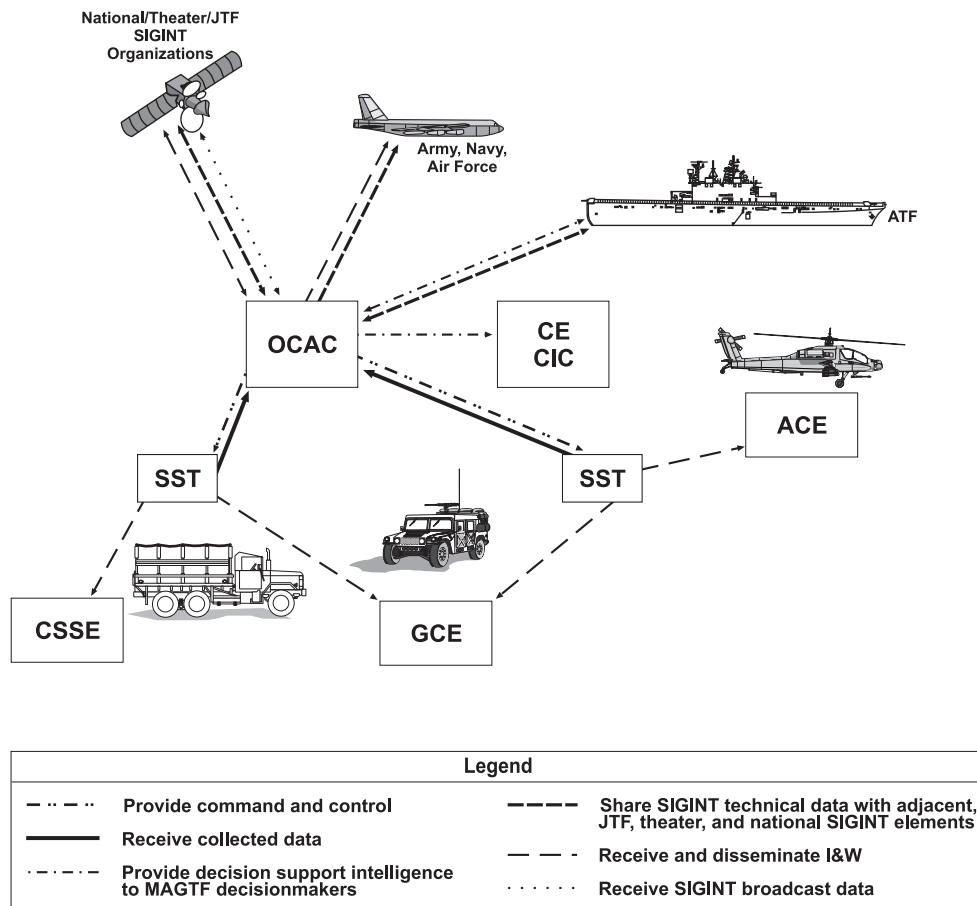 National/Theater/JTF
SIGINT
Organizations
Army, Navy,
Air Force
ATF
OCAC
CE
CIC
ACE
SST
SST
CSSE
GCE
Legend
Provide command and control
Receive collected data
Provide decision support intelligence
to MAGTF decisionmakers
Share SIGINT technical data with adjacent,
JTF, theater, and national SIGINT elements
Receive and disseminate I&W
Receive SIGINT broadcast data